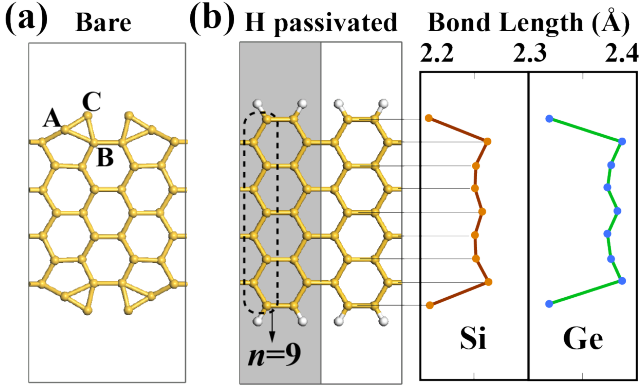 (a) Bare (b) H passivated Bond Length (Å)
2.2 2.3 2.4
A C
B
Si Ge
n=9